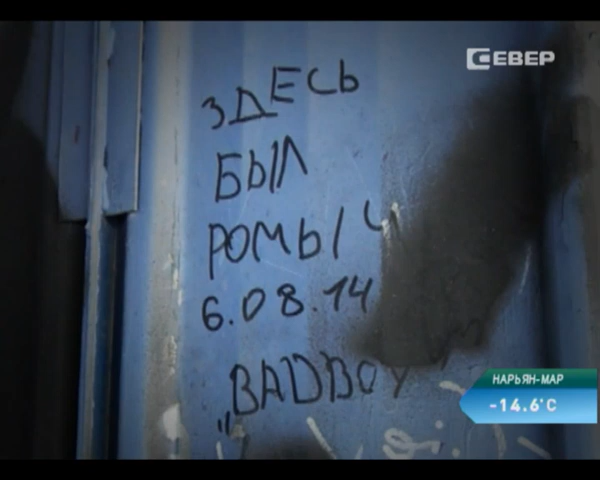 СЕВЕР
ЗДЕСЬ
БЫЛ
РОМЫЧ
6.08.14
„BADBOY
НАРЬЯН-МАР
-14.6°C